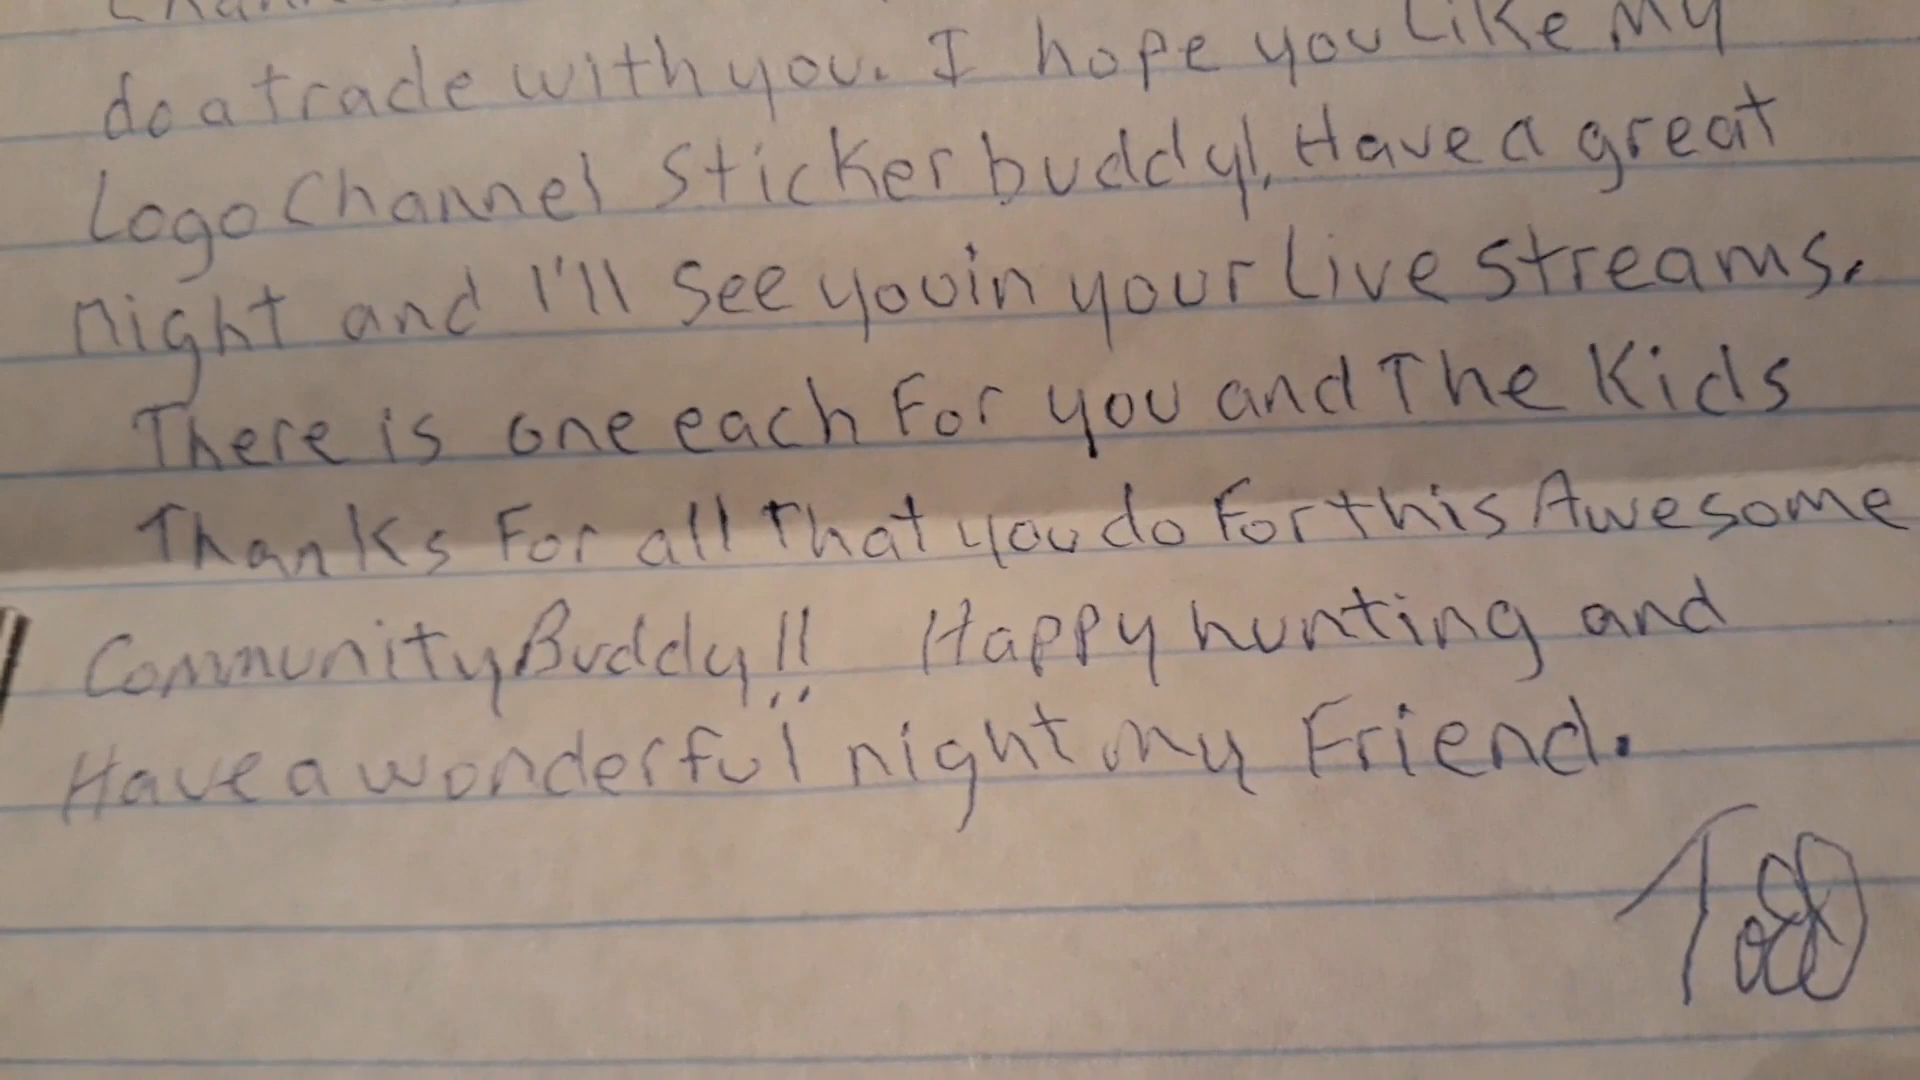 do a trade with you. I hope you Like My
Logo Channel Sticker buddy!, Have a great
night and I'll See you in your Live Streams.
There is one each For you and The Kids
Thanks For all That you do For this Awesome
Community Buddy!! Happy hunting and
Have a wonderful night my Friend.
Todd